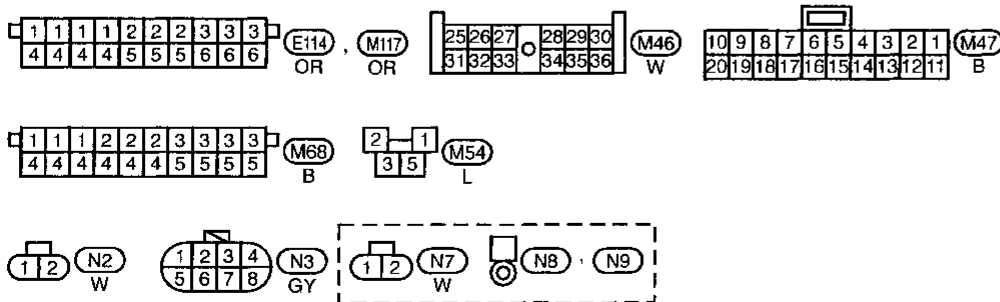 1 1 1 1 2 2 2 3 3 3 E114 , M117 25 26 27 28 29 30 M46 10 9 8 7 6 5 4 3 2 1 M47
4 4 4 4 5 5 5 6 6 6 OR OR 31 32 33 34 35 36 W 20 19 18 17 16 15 14 13 12 11 B
1 1 1 2 2 2 3 3 3 3 M68 2 1 M54
4 4 4 4 4 4 5 5 5 5 B 3 5 L
1 2 N2 1 2 3 4 N3 1 2 N7 N8 , N9
W 5 6 7 8 GY W